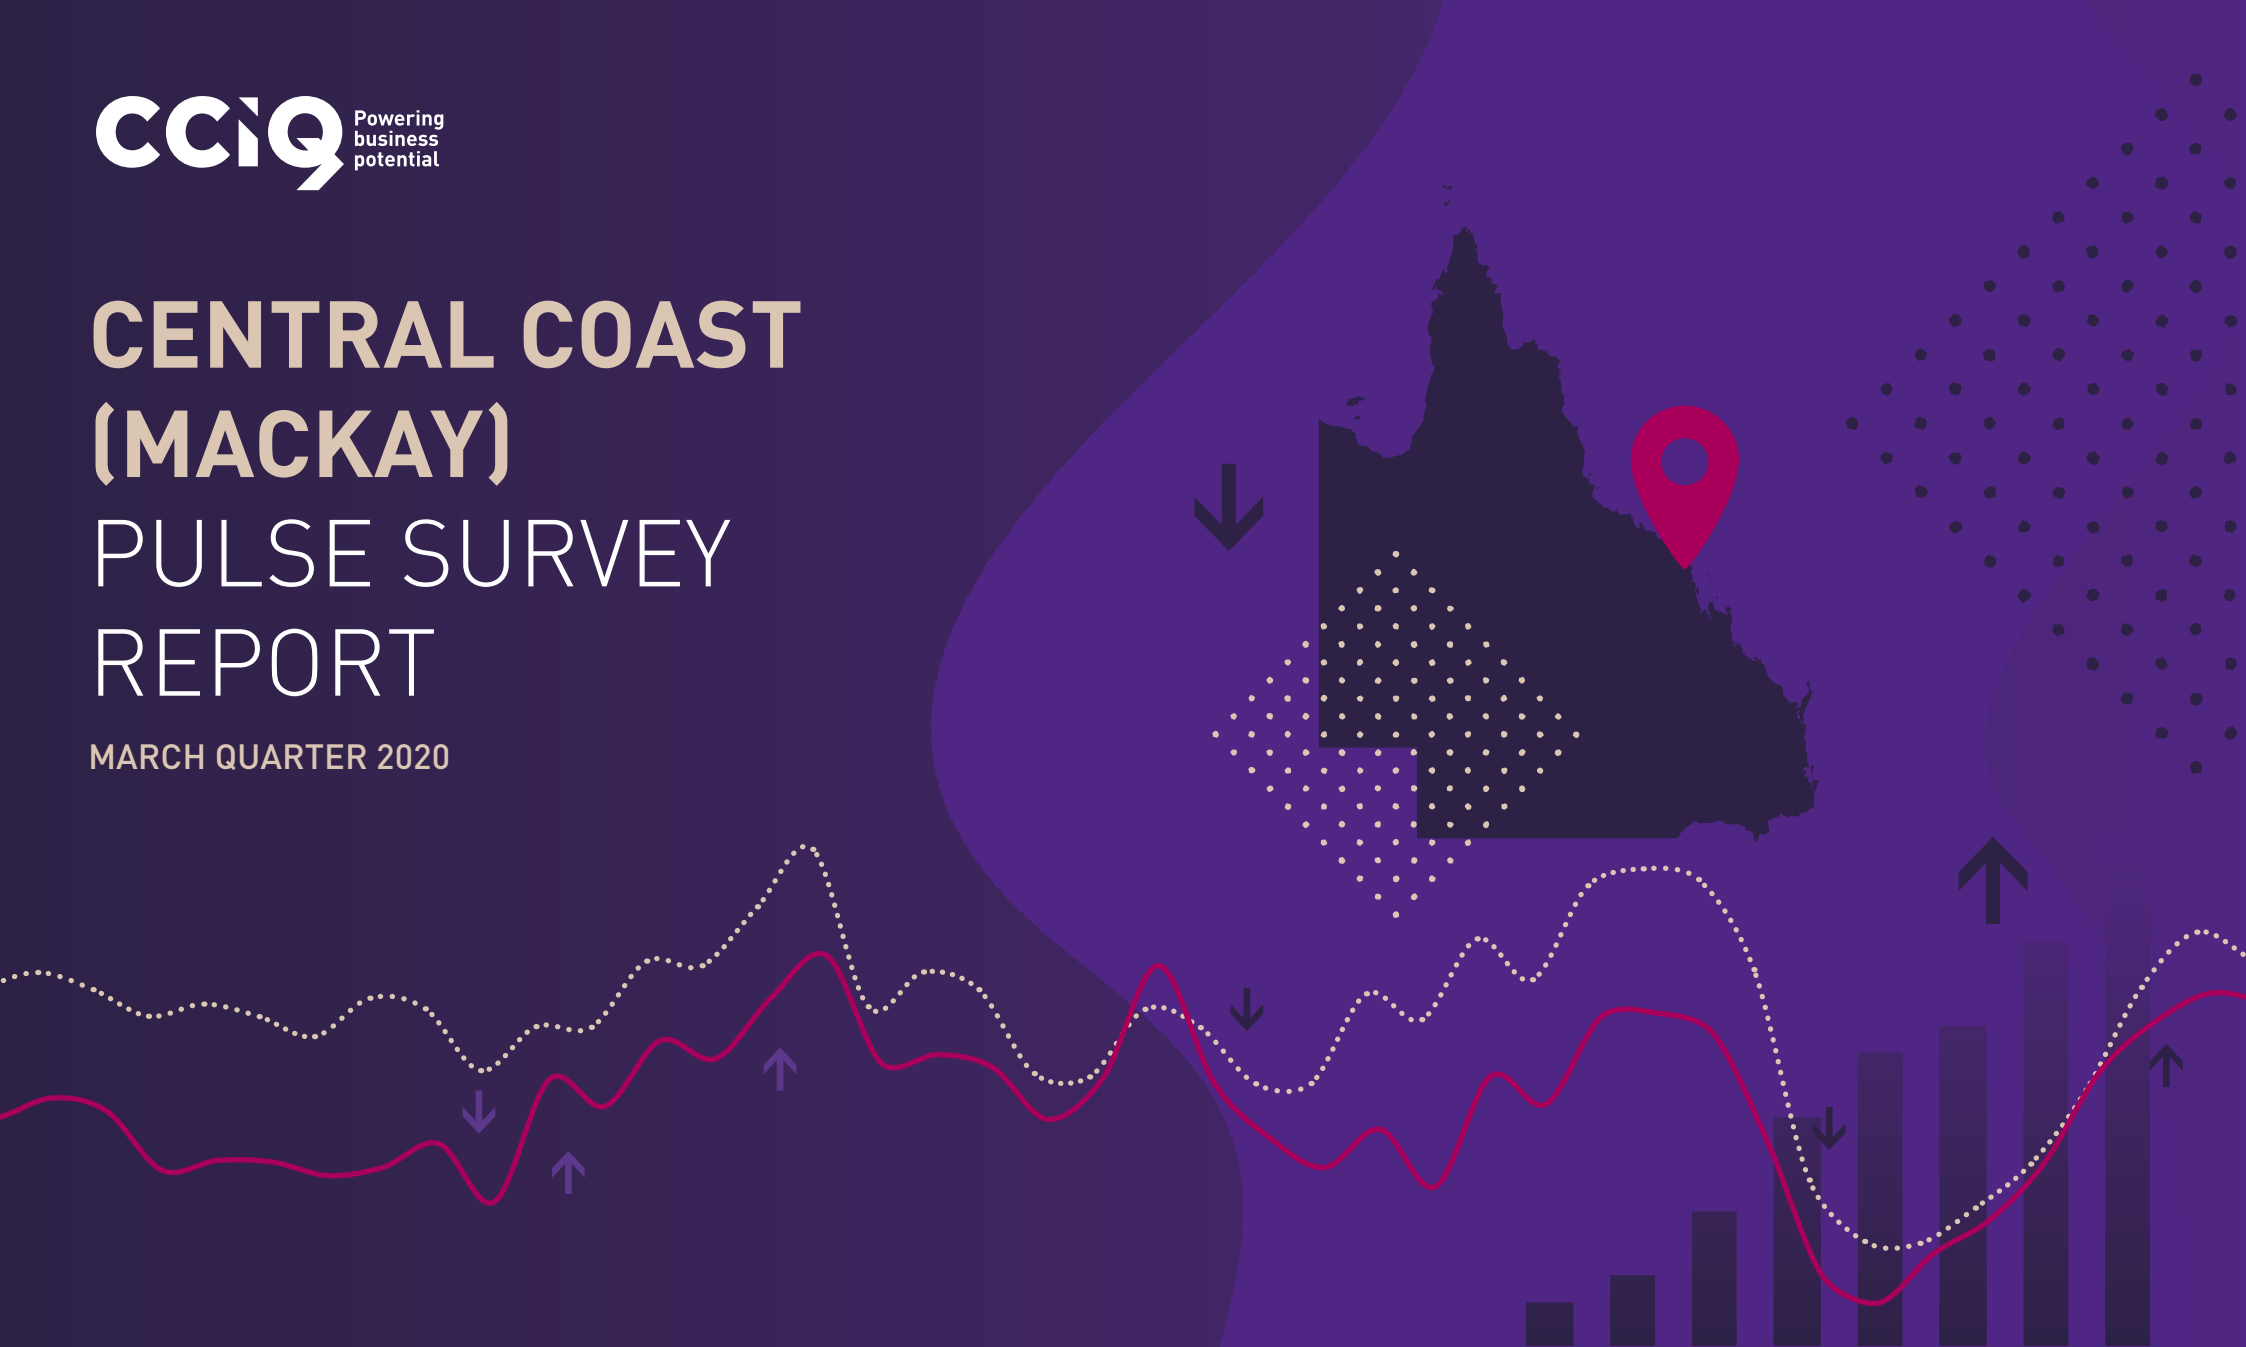 CCIQ
Powering
business
potential
CENTRAL COAST
(MACKAY)
PULSE SURVEY
REPORT
MARCH QUARTER 2020